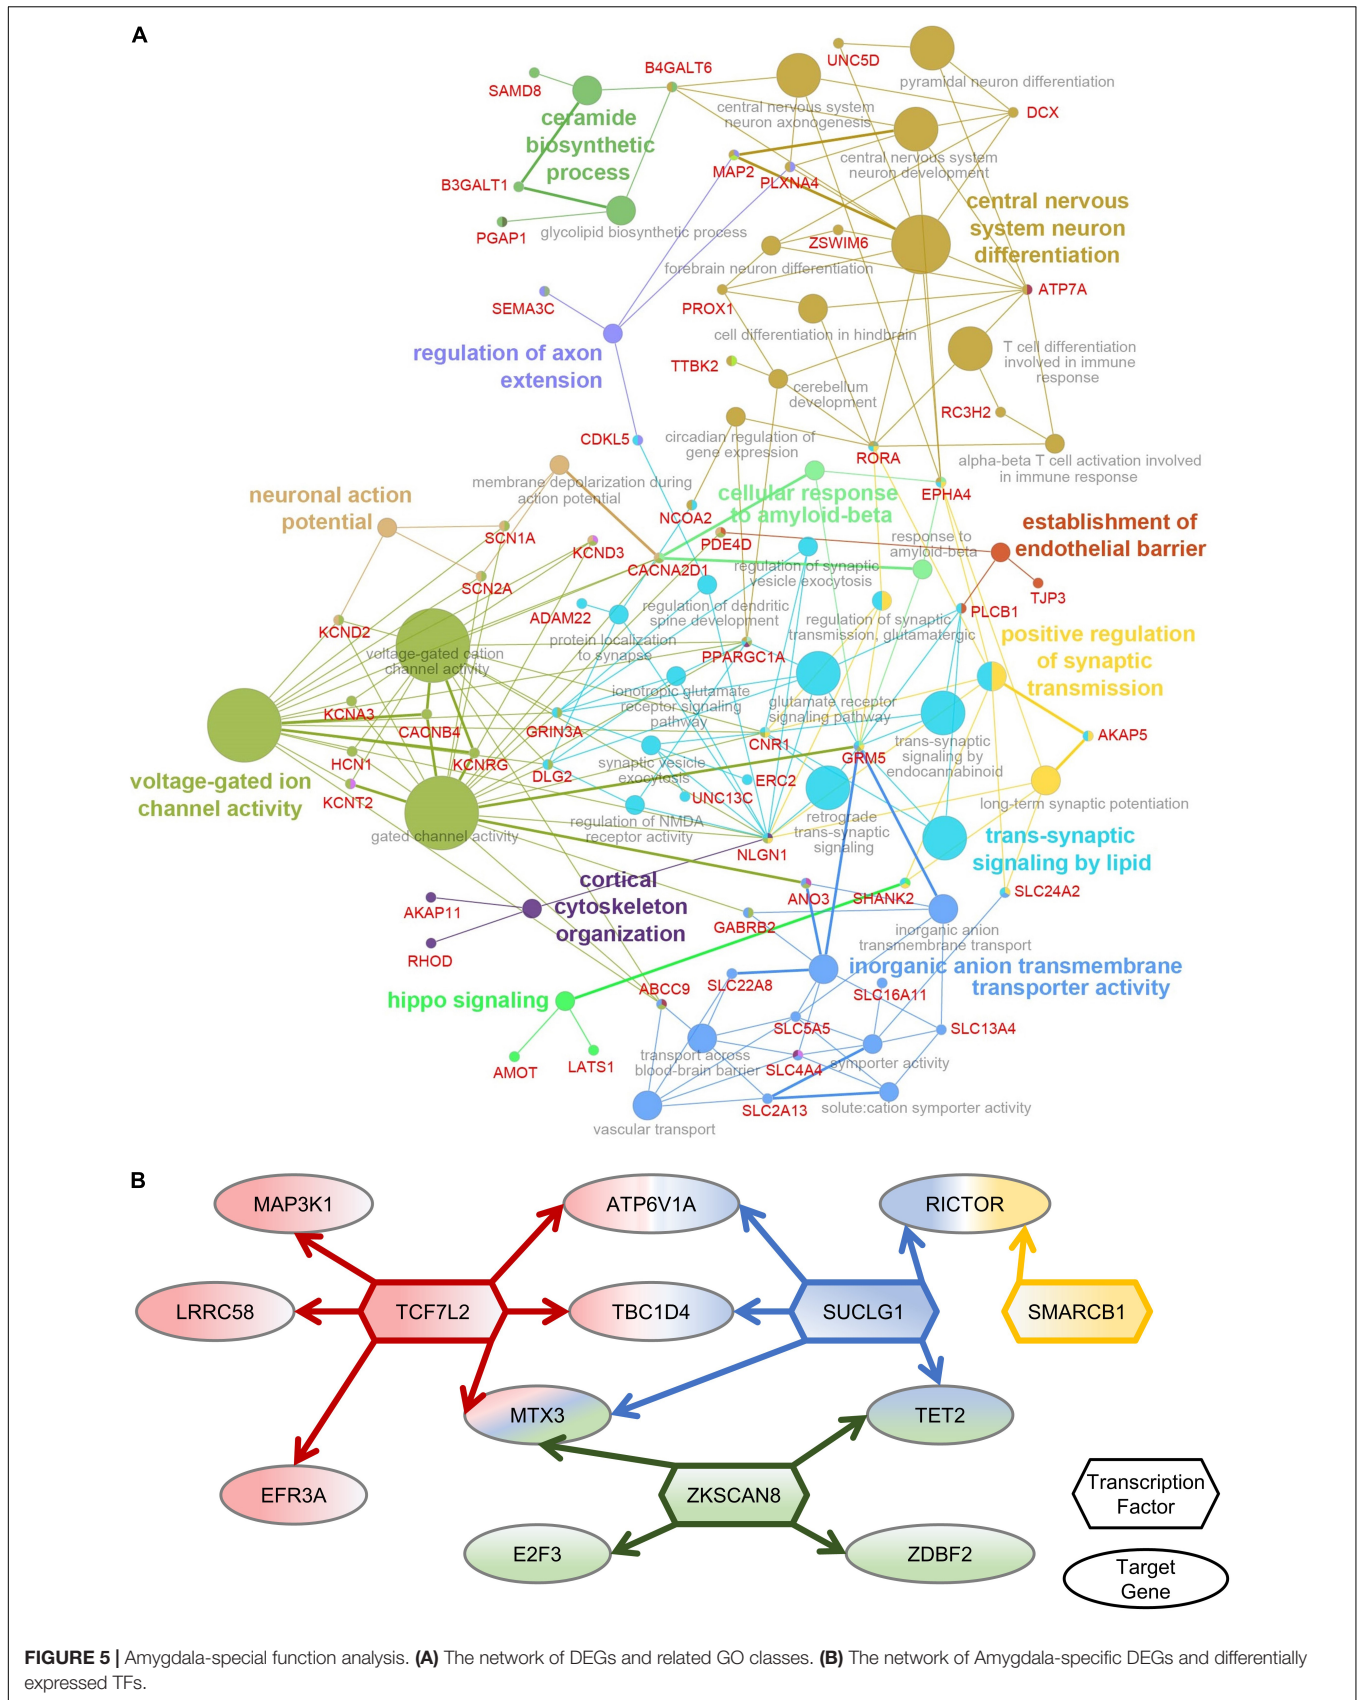 A
UNC5D
pyramidal neuron differentiation
B4GALT6
SAMD8
central nervous system
neuron axonogenesis
DCX
ceramide
biosynthetic
process
central nervous system
neuron development
MAP2
PLXNA4
B3GALT1
central nervous
system neuron
differentiation
PGAP1
glycolipid biosynthetic process
ZSWIM6
forebrain neuron differentiation
ATP7A
SEMA3C
PROX1
cell differentiation in hindbrain
regulation of axon
extension
T cell differentiation
involved in immune
response
TTBK2
cerebellum
development
RC3H2
CDKL5
circadian regulation of
gene expression
RORA
alpha-beta T cell activation involved
in immune response
membrane depolarization during
action potential
neuronal action
potential
cellular response
to amyloid-beta
EPHA4
NCOA2
establishment of
endothelial barrier
SCN1A
KCND3
PDE4D
response to
amyloid-beta
CACNA2D1
regulation of synaptic
vesicle exocytosis
SCN2A
TJP3
ADAM22
regulation of dendritic
spine development
regulation of synaptic
transmission, glutamatergic
PLCB1
KCND2
protein localization
to synapse
positive regulation
of synaptic
transmission
voltage-gated cation
channel activity
PPARGC1A
ionotropic glutamate
receptor signaling
pathway
glutamate receptor
signaling pathway
KCNA3
CACNB4
GRIN3A
CNR1
trans-synaptic
signaling by
endocannabinoid
AKAP5
HCN1
KCNRG
DLG2
synaptic vesicle
exocytosis
GRM5
ERC2
voltage-gated ion
channel activity
KCNT2
UNC13C
long-term synaptic potentiation
gated channel activity
regulation of NMDA
receptor activity
retrograde
trans-synaptic
signaling
trans-synaptic
signaling by lipid
NLGN1
cortical
cytoskeleton
organization
ANO3
SHANK2
SLC24A2
AKAP11
GABRB2
inorganic anion
transmembrane transport
RHOD
inorganic anion transmembrane
transporter activity
hippo signaling
ABCC9
SLC22A8
SLC16A11
SLC5A5
SLC13A4
AMOT
LATS1
transport across
blood-brain barrier
SLC4A4
symporter activity
SLC2A13
solute:cation symporter activity
vascular transport
B
MAP3K1
ATP6V1A
RICTOR
LRRC58
TCF7L2
TBC1D4
SUCLG1
SMARCB1
MTX3
TET2
EFR3A
ZKSCAN8
Transcription
Factor
E2F3
ZDBF2
Target
Gene
FIGURE 5 | Amygdala-special function analysis. (A) The network of DEGs and related GO classes. (B) The network of Amygdala-specific DEGs and differentially
expressed TFs.